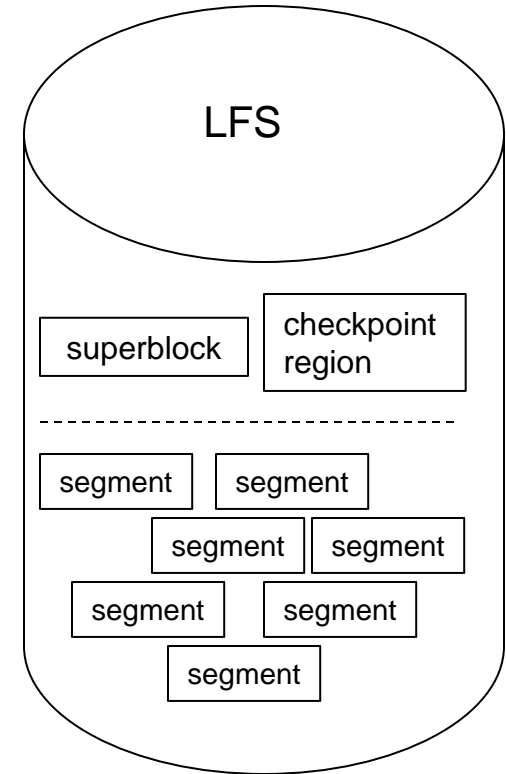 LFS
superblock
checkpoint
region
segment
segment
segment
segment
segment
segment
segment